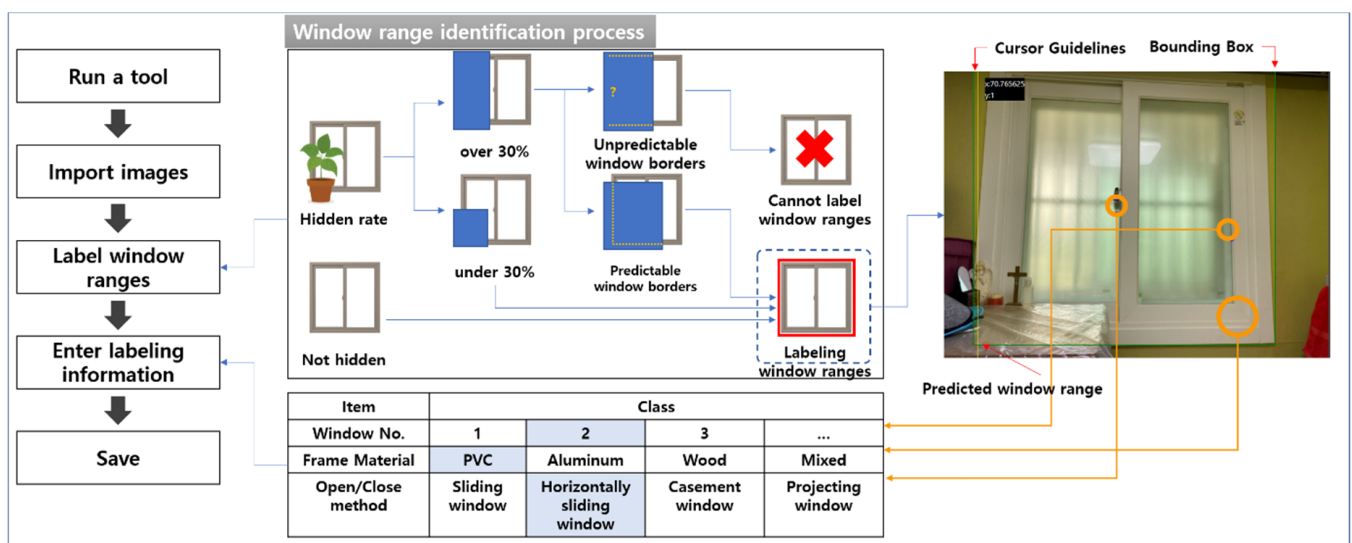 Window range identification process
Run a tool
Import images
Label window
ranges
Enter labeling
information
Save
Hidden rate
over 30%
under 30%
Not hidden
?
Unpredictable
window borders
Predictable
window borders
Cannot label
window ranges
Labeling
window ranges
Cursor Guidelines
Bounding Box
x:70.765625
y:1
Predicted window range
Item Class
Window No. 1 2 3 ...
Frame Material PVC Aluminum Wood Mixed
Open/Close
method
Sliding
window
Horizontally
sliding
window
Casement
window
Projecting
window